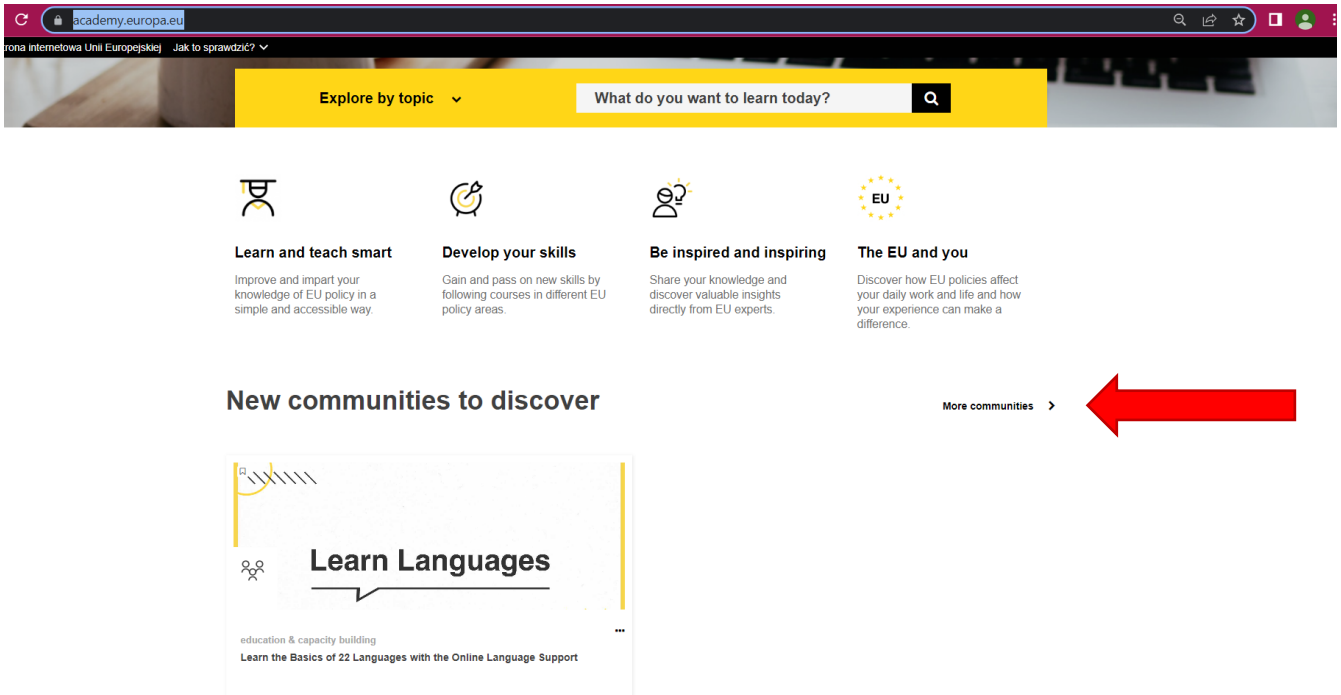 academy.europa.eu
trona internetowa Unii Europejskiej Jak to sprawdzić?
Explore by topic
What do you want to learn today?
EU
Learn and teach smart
Improve and impart your
knowledge of EU policy in a
simple and accessible way.
Develop your skills
Gain and pass on new skills by
following courses in different EU
policy areas.
Be inspired and inspiring
Share your knowledge and
discover valuable insights
directly from EU experts.
The EU and you
Discover how EU policies affect
your daily work and life and how
your experience can make a
difference.
New communities to discover
More communities
Learn Languages
education & capacity building
Learn the Basics of 22 Languages with the Online Language Support